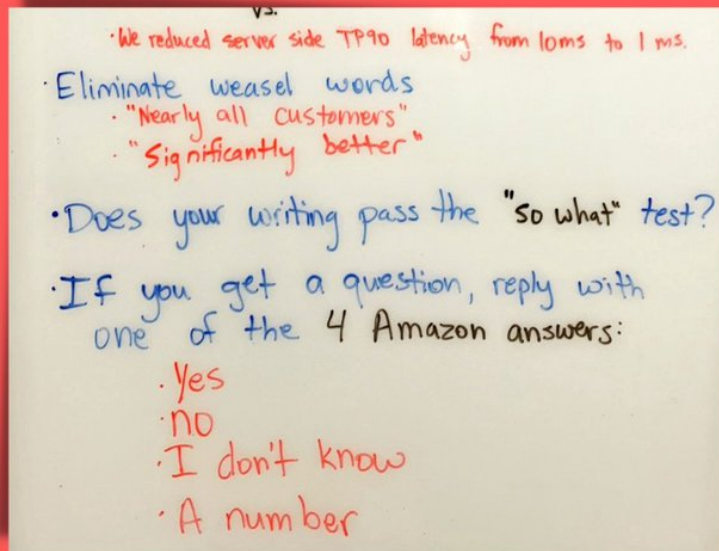 vs.
· We reduced server side TP90 latency from 10ms to 1 ms.
· Eliminate weasel words
· "Nearly all customers"
· "Significantly better"
· Does your writing pass the "so what" test?
· If you get a question, reply with
one of the 4 Amazon answers:
· Yes
· no
· I don't know
· A number